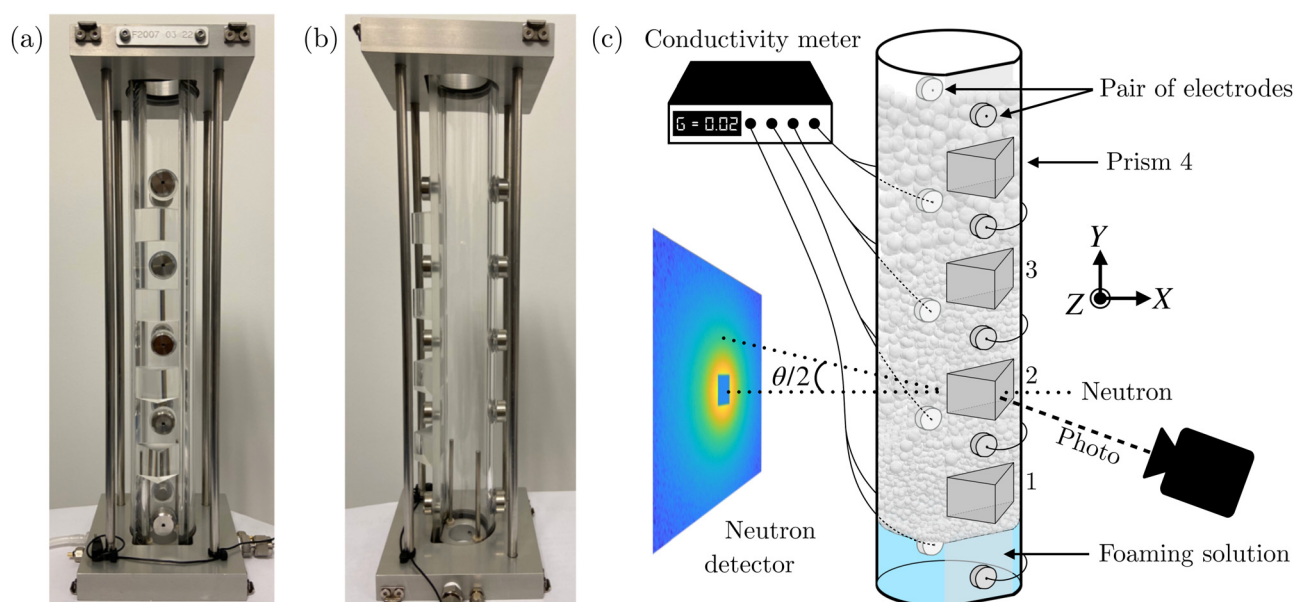 (a)
F2007 03/22
(b)
(c)
Conductivity meter
G = 0.02
Pair of electrodes
Prism 4
3
Y
Z
X
θ/2
2
Neutron
Photo
1
Neutron
detector
Foaming solution